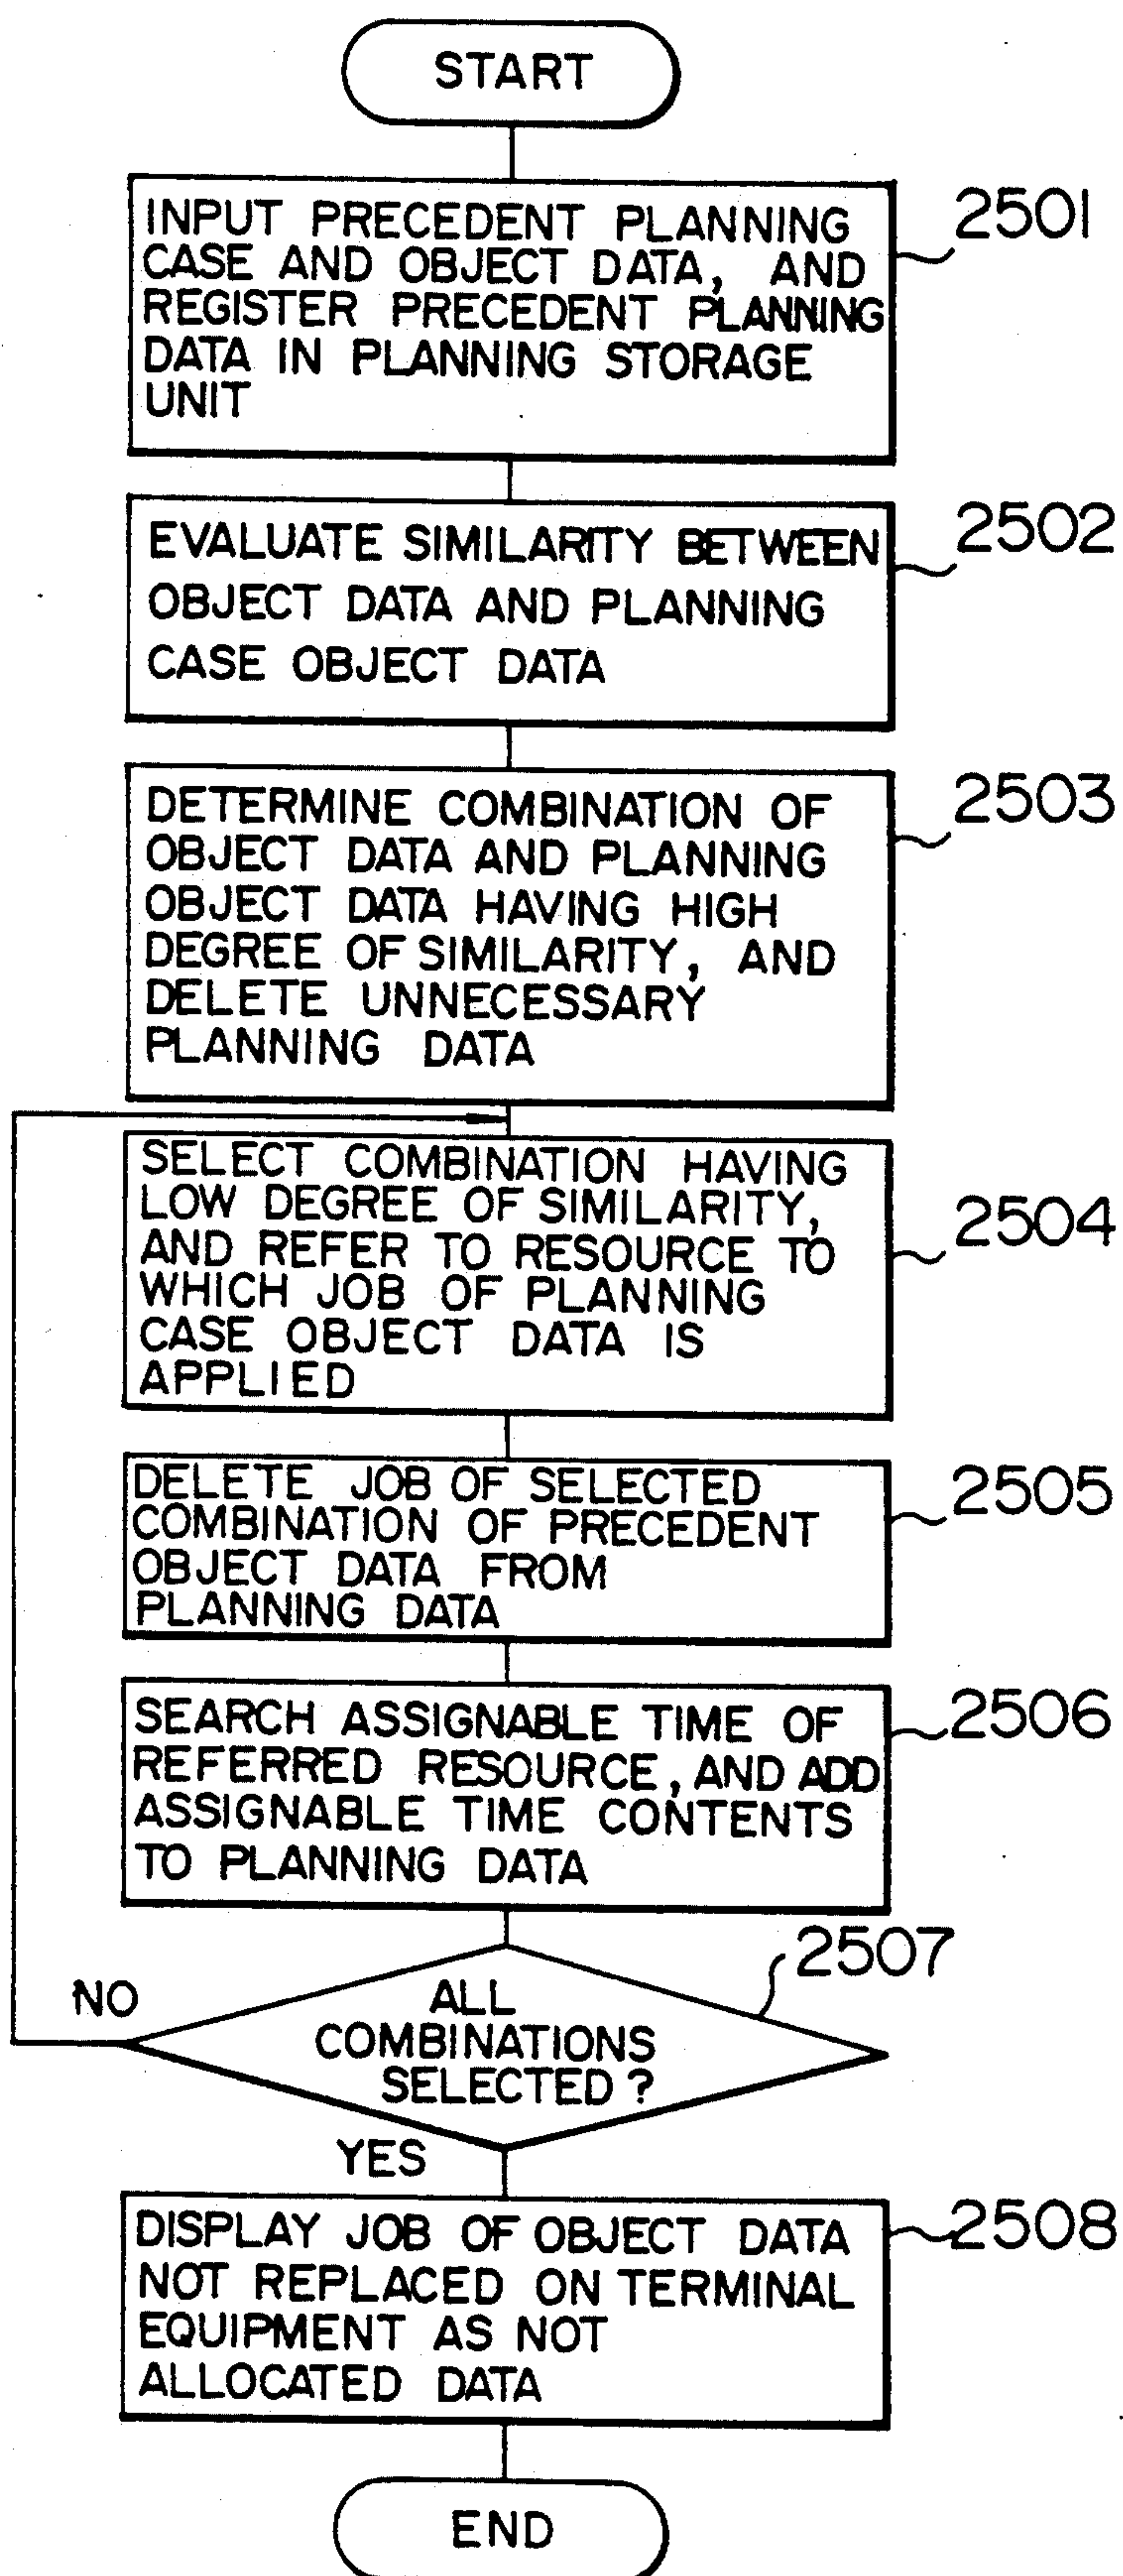 START
INPUT PRECEDENT PLANNING
CASE AND OBJECT DATA, AND
REGISTER PRECEDENT PLANNING
DATA IN PLANNING STORAGE
UNIT
2501
EVALUATE SIMILARITY BETWEEN
OBJECT DATA AND PLANNING
CASE OBJECT DATA
2502
DETERMINE COMBINATION OF
OBJECT DATA AND PLANNING
OBJECT DATA HAVING HIGH
DEGREE OF SIMILARITY, AND
DELETE UNNECESSARY
PLANNING DATA
2503
SELECT COMBINATION HAVING
LOW DEGREE OF SIMILARITY,
AND REFER TO RESOURCE TO
WHICH JOB OF PLANNING
CASE OBJECT DATA IS
APPLIED
2504
DELETE JOB OF SELECTED
COMBINATION OF PRECEDENT
OBJECT DATA FROM
PLANNING DATA
2505
SEARCH ASSIGNABLE TIME OF
REFERRED RESOURCE, AND ADD
ASSIGNABLE TIME CONTENTS
TO PLANNING DATA
2506
2507
NO
ALL
COMBINATIONS
SELECTED?
YES
DISPLAY JOB OF OBJECT DATA
NOT REPLACED ON TERMINAL
EQUIPMENT AS NOT
ALLOCATED DATA
2508
END